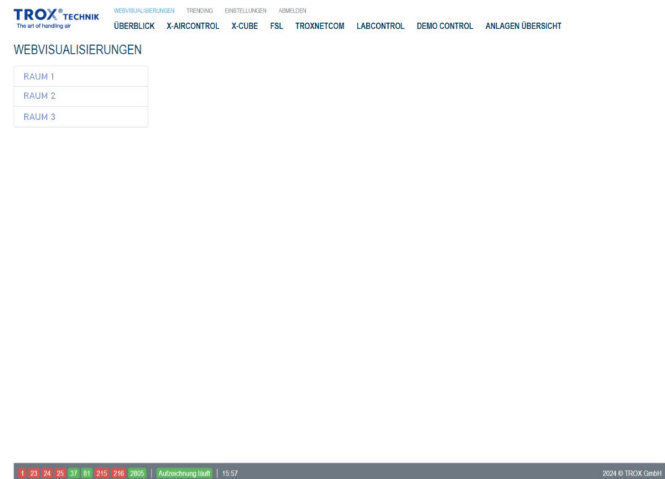 TROX® TECHNIK
The art of handling air
WEBVISUALISIERUNGEN TRENDING EINSTELLUNGEN ABMELDEN
ÜBERBLICK X-AIRCONTROL X-CUBE FSL TROXNETCOM LABCONTROL DEMO CONTROL ANLAGEN ÜBERSICHT
WEBVISUALISIERUNGEN
RAUM 1
RAUM 2
RAUM 3
1 23 24 25 37 81 215 216 2805 | Aufzeichnung läuft | 15:57 2024 © TROX GmbH